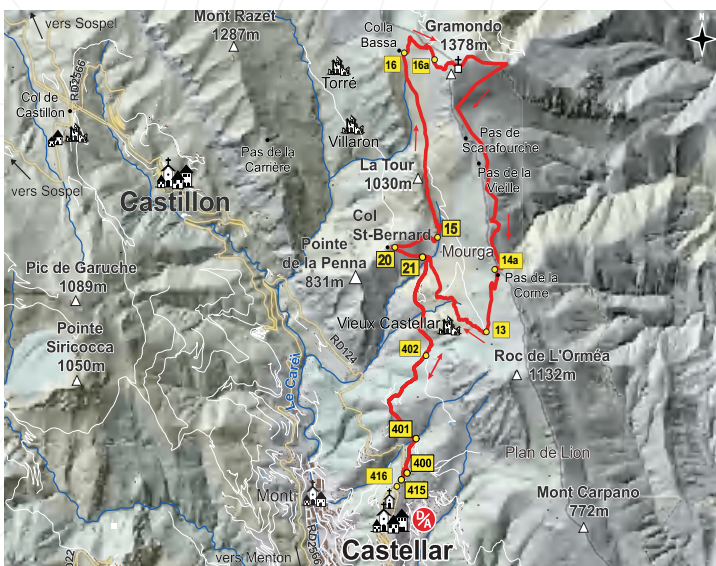 vers Sospel
Mont Razet
1287m
Colla
Bassa
Gramondo
1378m
N
16
16a
RD2566
Col de
Castillon
Torré
Villaron
Pas de
Scarafourche
Pas de la
Carrière
La Tour
1030m
Pas de la
Vieille
vers Sospel
Castillon
Col
St-Bernard
15
Mourga
20
21
Pointe
de la Penna
831m
14a
Pas de la
Corne
Pic de Garuche
1089m
Vieux Castellar
13
Pointe
Siricocca
1050m
RD124
402
Roc de L'Orméa
1132m
Le Careï
401
Plan de Lion
400
416
415
Mont
Mont Carpano
772m
D/A
Castellar
RD2566
vers Menton
D22